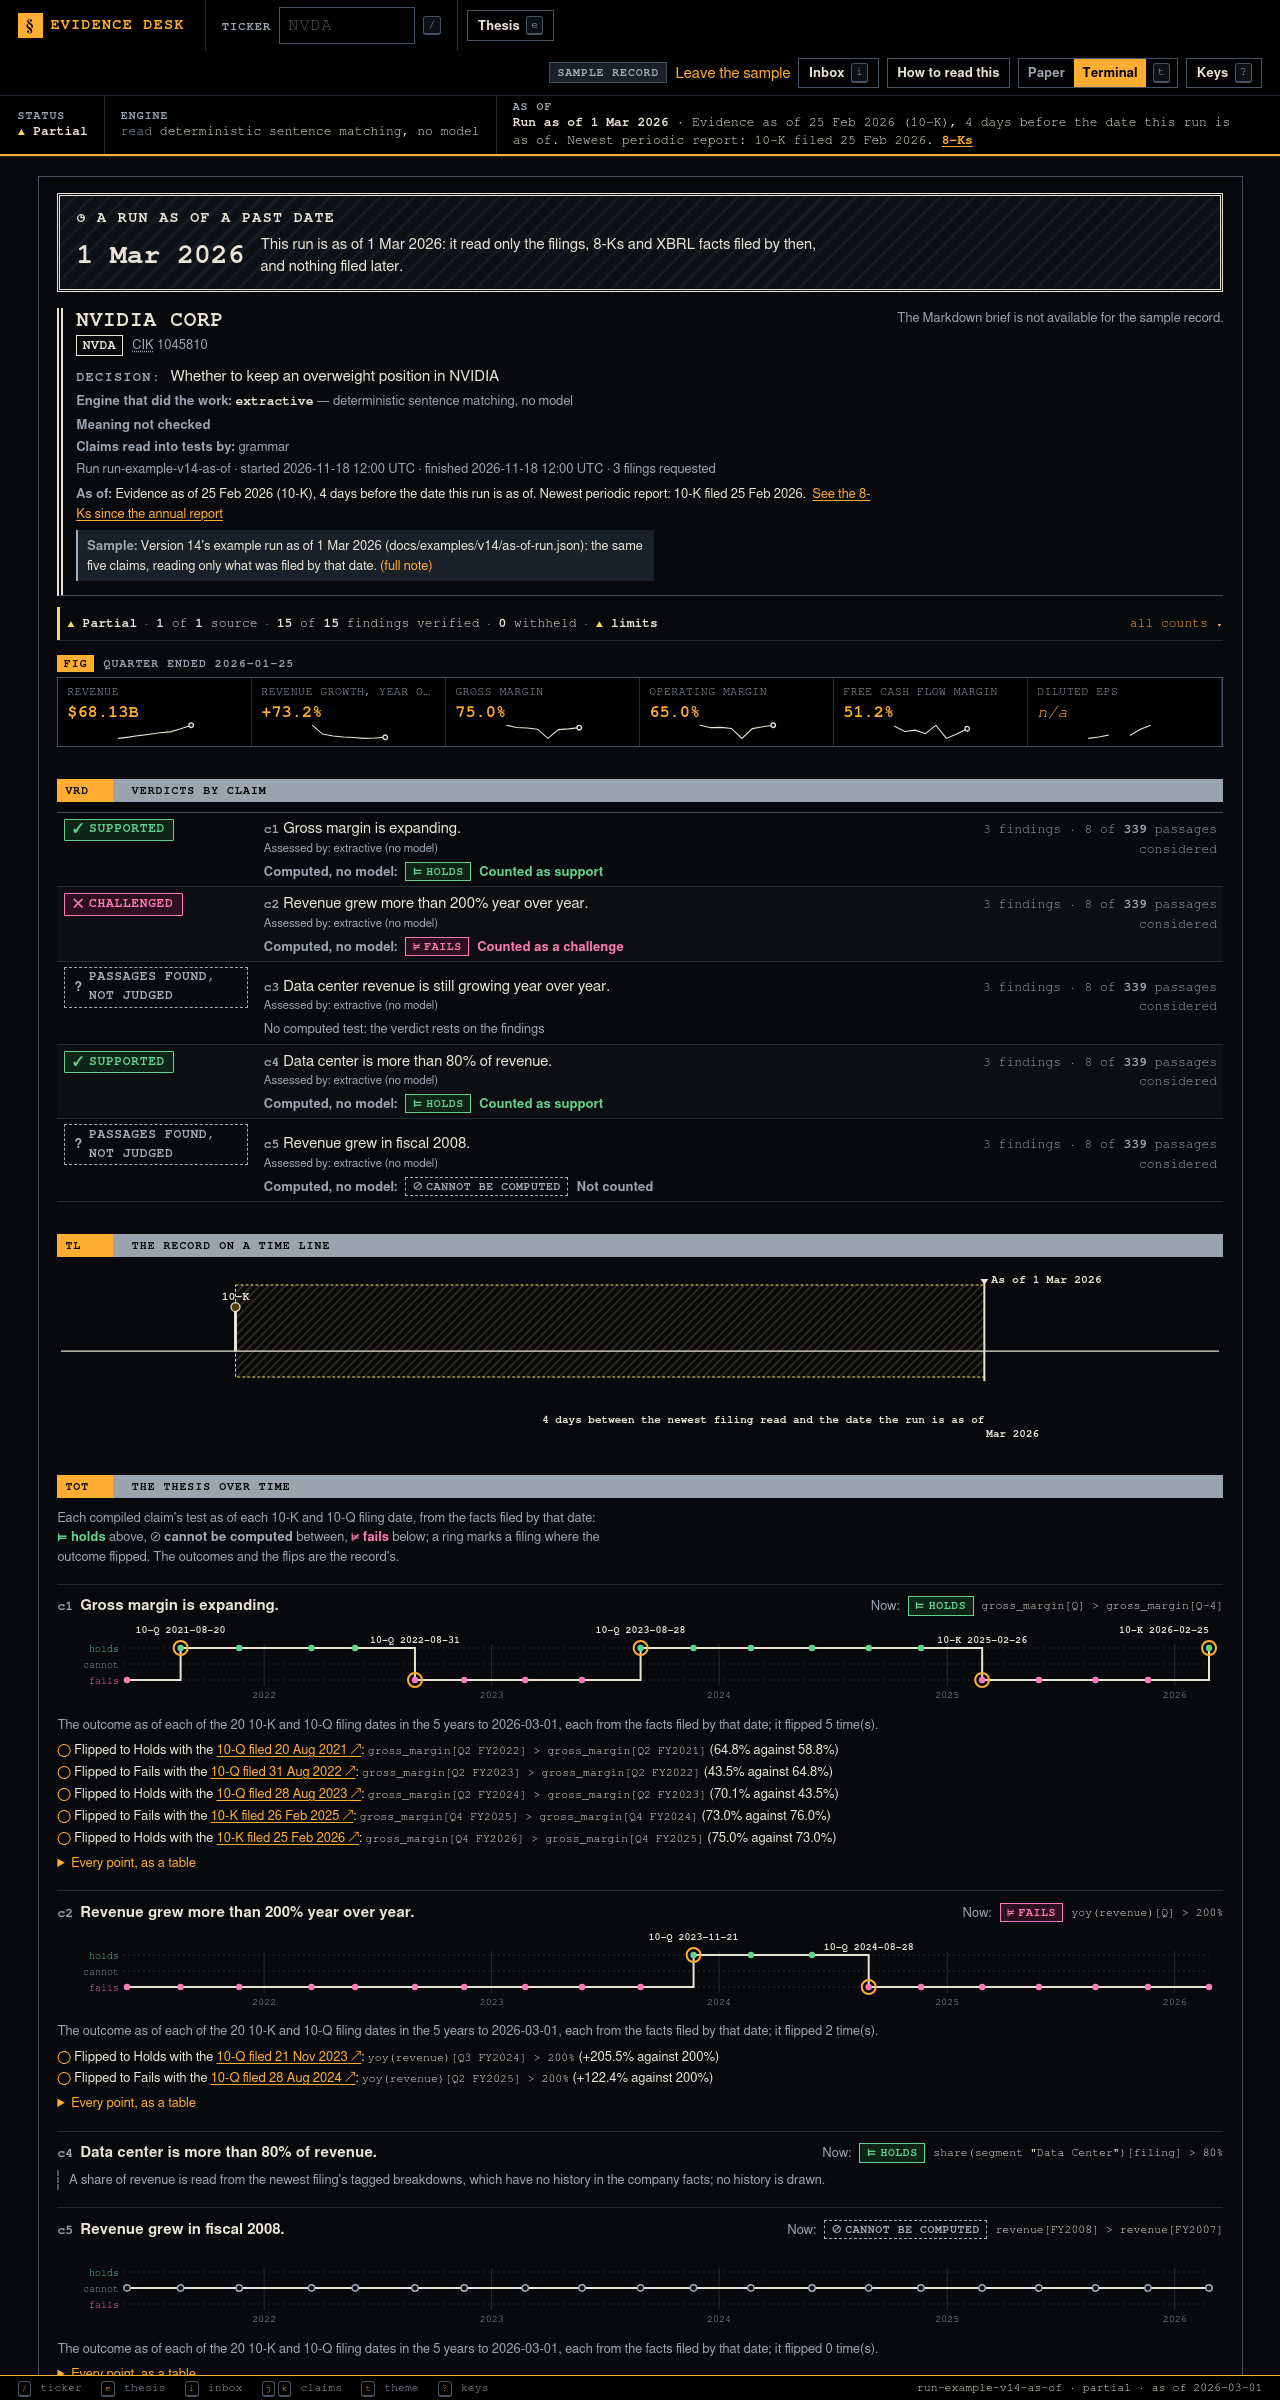 § EVIDENCE DESK TICKER NVDA / Thesis e
SAMPLE RECORD Leave the sample Inbox i How to read this Paper Terminal t Keys ?
STATUS
▲ Partial
ENGINE
read deterministic sentence matching, no model
AS OF
Run as of 1 Mar 2026 · Evidence as of 25 Feb 2026 (10-K), 4 days before the date this run is
as of. Newest periodic report: 10-K filed 25 Feb 2026. 8-Ks
A RUN AS OF A PAST DATE
1 Mar 2026
This run is as of 1 Mar 2026: it read only the filings, 8-Ks and XBRL facts filed by then,
and nothing filed later.
NVIDIA CORP
The Markdown brief is not available for the sample record.
NVDA CIK 1045810
DECISION: Whether to keep an overweight position in NVIDIA
Engine that did the work: extractive — deterministic sentence matching, no model
Meaning not checked
Claims read into tests by: grammar
Run run-example-v14-as-of · started 2026-11-18 12:00 UTC · finished 2026-11-18 12:00 UTC · 3 filings requested
As of: Evidence as of 25 Feb 2026 (10-K), 4 days before the date this run is as of. Newest periodic report: 10-K filed 25 Feb 2026. See the 8-
Ks since the annual report
Sample: Version 14's example run as of 1 Mar 2026 (docs/examples/v14/as-of-run.json): the same
five claims, reading only what was filed by that date. (full note)
▲ Partial · 1 of 1 source · 15 of 15 findings verified · 0 withheld · ▲ limits
all counts ▾
FIG QUARTER ENDED 2026-01-25
REVENUE
$68.13B
REVENUE GROWTH, YEAR O…
+73.2%
GROSS MARGIN
75.0%
OPERATING MARGIN
65.0%
FREE CASH FLOW MARGIN
51.2%
DILUTED EPS
n/a
VRD VERDICTS BY CLAIM
✓ SUPPORTED
c1 Gross margin is expanding.
Assessed by: extractive (no model)
Computed, no model: ⊨ HOLDS Counted as support
3 findings · 8 of 339 passages
considered
✕ CHALLENGED
c2 Revenue grew more than 200% year over year.
Assessed by: extractive (no model)
Computed, no model: ⊭ FAILS Counted as a challenge
3 findings · 8 of 339 passages
considered
? PASSAGES FOUND,
NOT JUDGED
c3 Data center revenue is still growing year over year.
Assessed by: extractive (no model)
No computed test: the verdict rests on the findings
3 findings · 8 of 339 passages
considered
✓ SUPPORTED
c4 Data center is more than 80% of revenue.
Assessed by: extractive (no model)
Computed, no model: ⊨ HOLDS Counted as support
3 findings · 8 of 339 passages
considered
? PASSAGES FOUND,
NOT JUDGED
c5 Revenue grew in fiscal 2008.
Assessed by: extractive (no model)
Computed, no model: ⊘ CANNOT BE COMPUTED Not counted
3 findings · 8 of 339 passages
considered
TL THE RECORD ON A TIME LINE
As of 1 Mar 2026
10-K
4 days between the newest filing read and the date the run is as of
Mar 2026
TOT THE THESIS OVER TIME
Each compiled claim's test as of each 10-K and 10-Q filing date, from the facts filed by that date:
⊨ holds above, ⊘ cannot be computed between, ⊭ fails below; a ring marks a filing where the
outcome flipped. The outcomes and the flips are the record's.
c1 Gross margin is expanding.
Now: ⊨ HOLDS gross_margin[Q] > gross_margin[Q-4]
10-Q 2021-08-20 10-Q 2022-08-31 10-Q 2023-08-28 10-K 2025-02-26 10-K 2026-02-25
holds
cannot
fails
2022 2023 2024 2025 2026
The outcome as of each of the 20 10-K and 10-Q filing dates in the 5 years to 2026-03-01, each from the facts filed by that date; it flipped 5 time(s).
Flipped to Holds with the 10-Q filed 20 Aug 2021 ↗: gross_margin[Q2 FY2022] > gross_margin[Q2 FY2021] (64.8% against 58.8%)
Flipped to Fails with the 10-Q filed 31 Aug 2022 ↗: gross_margin[Q2 FY2023] > gross_margin[Q2 FY2022] (43.5% against 64.8%)
Flipped to Holds with the 10-Q filed 28 Aug 2023 ↗: gross_margin[Q2 FY2024] > gross_margin[Q2 FY2023] (70.1% against 43.5%)
Flipped to Fails with the 10-K filed 26 Feb 2025 ↗: gross_margin[Q4 FY2025] > gross_margin[Q4 FY2024] (73.0% against 76.0%)
Flipped to Holds with the 10-K filed 25 Feb 2026 ↗: gross_margin[Q4 FY2026] > gross_margin[Q4 FY2025] (75.0% against 73.0%)
▶ Every point, as a table
c2 Revenue grew more than 200% year over year.
Now: ⊭ FAILS yoy(revenue)[Q] > 200%
10-Q 2023-11-21 10-Q 2024-08-28
holds
cannot
fails
2022 2023 2024 2025 2026
The outcome as of each of the 20 10-K and 10-Q filing dates in the 5 years to 2026-03-01, each from the facts filed by that date; it flipped 2 time(s).
Flipped to Holds with the 10-Q filed 21 Nov 2023 ↗: yoy(revenue)[Q3 FY2024] > 200% (+205.5% against 200%)
Flipped to Fails with the 10-Q filed 28 Aug 2024 ↗: yoy(revenue)[Q2 FY2025] > 200% (+122.4% against 200%)
▶ Every point, as a table
c4 Data center is more than 80% of revenue.
Now: ⊨ HOLDS share(segment "Data Center")[filing] > 80%
A share of revenue is read from the newest filing's tagged breakdowns, which have no history in the company facts; no history is drawn.
c5 Revenue grew in fiscal 2008.
Now: ⊘ CANNOT BE COMPUTED revenue[FY2008] > revenue[FY2007]
holds
cannot
fails
2022 2023 2024 2025 2026
The outcome as of each of the 20 10-K and 10-Q filing dates in the 5 years to 2026-03-01, each from the facts filed by that date; it flipped 0 time(s).
▶ Every point, as a table
/ ticker e thesis i inbox j k claims t theme ? keys
run-example-v14-as-of · partial · as of 2026-03-01